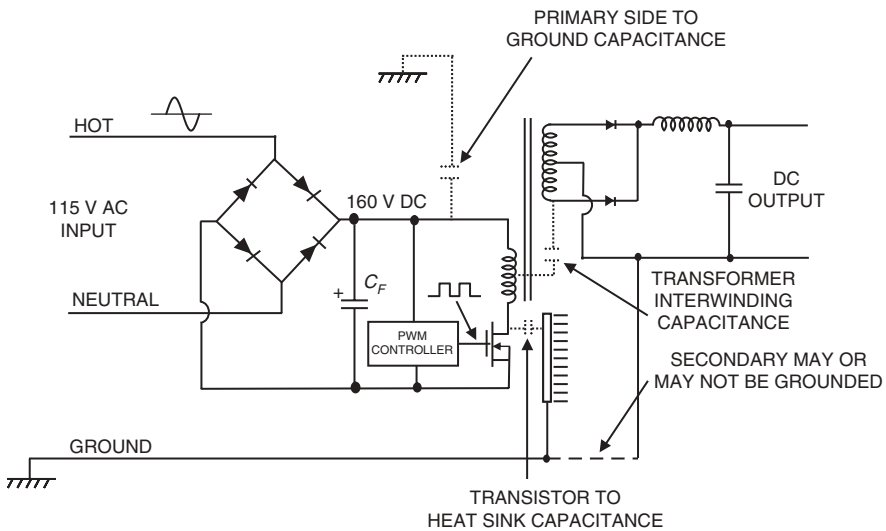 PRIMARY SIDE TO
GROUND CAPACITANCE
HOT
115 V AC
INPUT
160 V DC
DC
OUTPUT
NEUTRAL
+ C_F
PWM
CONTROLLER
TRANSFORMER
INTERWINDING
CAPACITANCE
SECONDARY MAY OR
MAY NOT BE GROUNDED
GROUND
TRANSISTOR TO
HEAT SINK CAPACITANCE